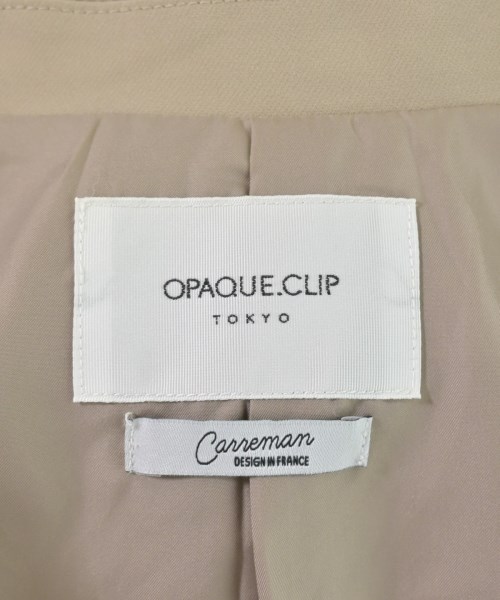 OPAQUE.CLIP
TOKYO
Carreman
DESIGN IN FRANCE